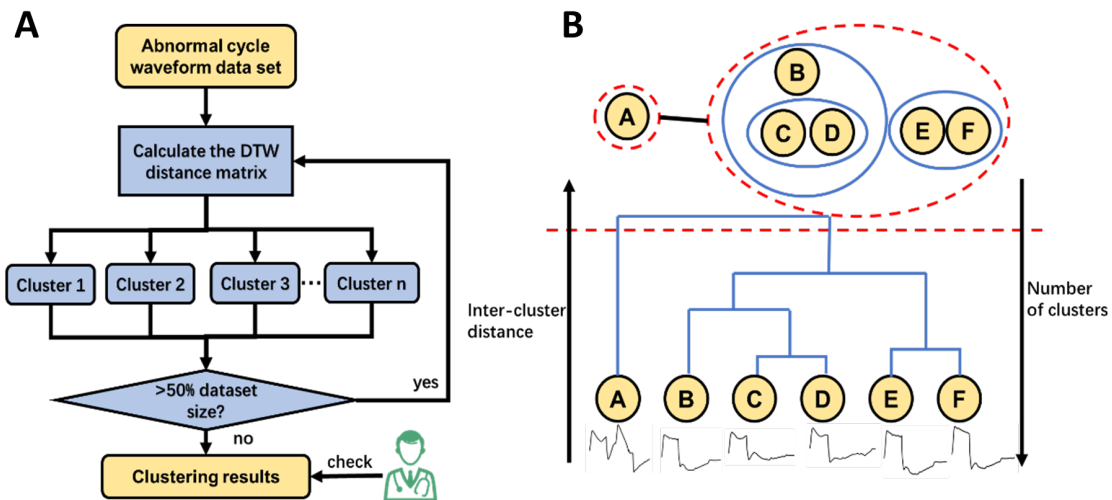 A
Abnormal cycle
waveform data set
Calculate the DTW
distance matrix
Cluster 1
Cluster 2
Cluster 3
...
Cluster n
>50% dataset
size?
yes
no
Clustering results
check
B
A
B
C
D
E
F
Inter-cluster
distance
Number
of clusters
A
B
C
D
E
F